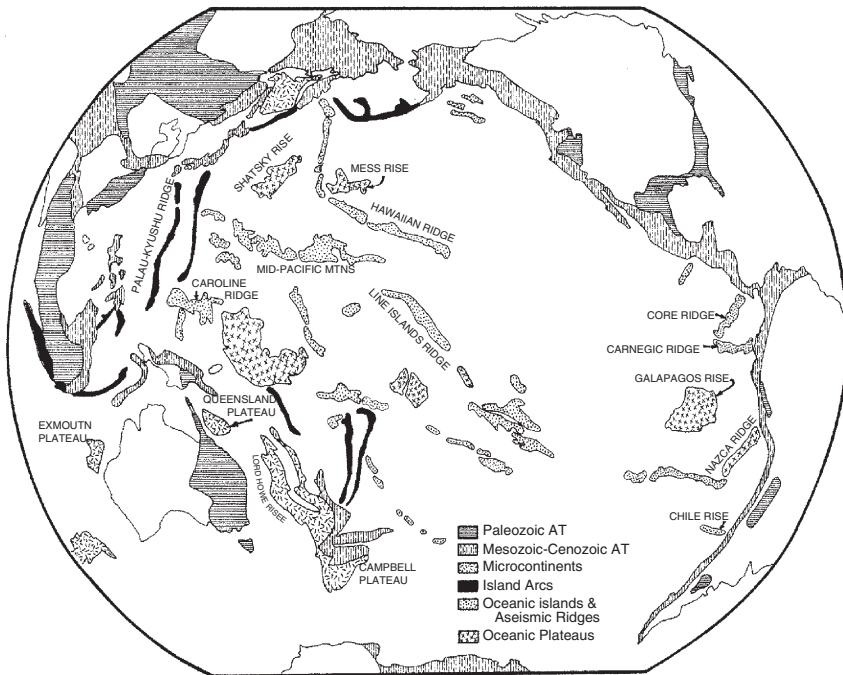 SHATSKY RISE
MESS RISE
PALAU-KYUSHU RIDGE
HAWAIIAN RIDGE
MID-PACIFIC MTNS
CAROLINE
RIDGE
LINE ISLANDS RIDGE
CORE RIDGE
CARNEGIC RIDGE
GALAPAGOS RISE
QUEENSLAND
PLATEAU
EXMOUTN
PLATEAU
LORD HOWE RISEE
NAZCA RIDGE
CHILE RISE
CAMPBELL
PLATEAU
Paleozoic AT
Mesozoic-Cenozoic AT
Microcontinents
Island Arcs
Oceanic islands &
Aseismic Ridges
Oceanic Plateaus